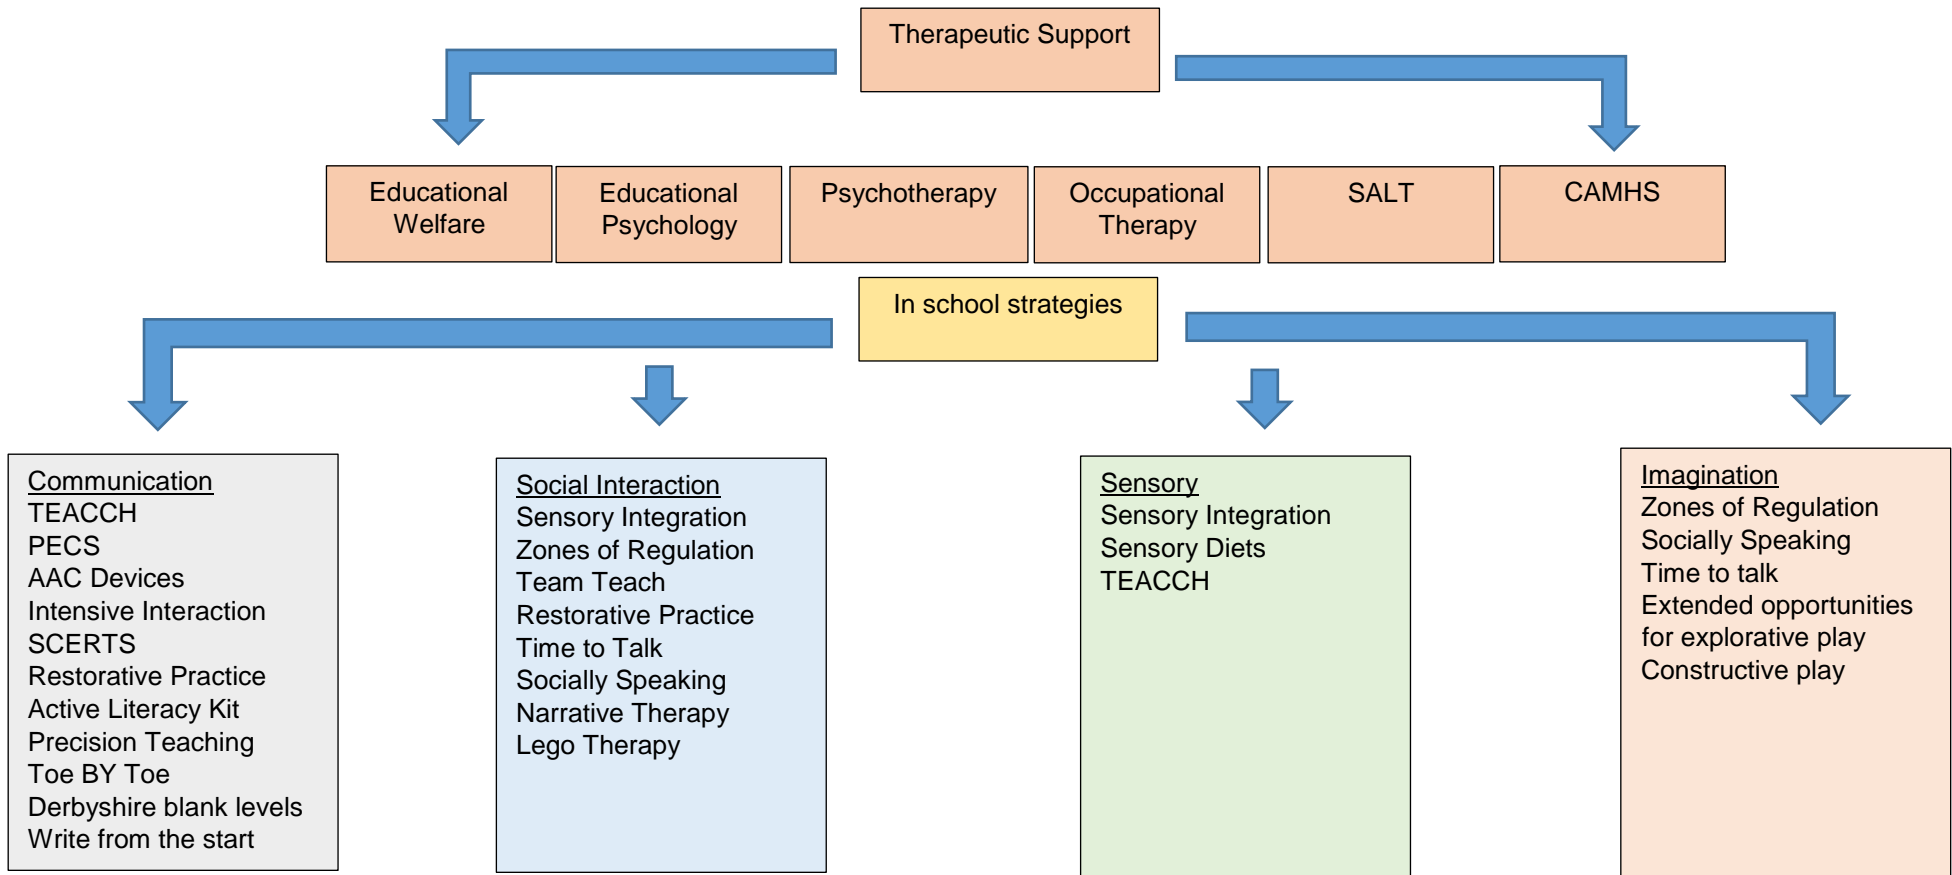 Therapeutic Support
Educational
Welfare
Educational
Psychology
Psychotherapy
Occupational
Therapy
SALT
CAMHS
In school strategies
Communication
TEACCH
PECS
AAC Devices
Intensive Interaction
SCERTS
Restorative Practice
Active Literacy Kit
Precision Teaching
Toe BY Toe
Derbyshire blank levels
Write from the start
Social Interaction
Sensory Integration
Zones of Regulation
Team Teach
Restorative Practice
Time to Talk
Socially Speaking
Narrative Therapy
Lego Therapy
Sensory
Sensory Integration
Sensory Diets
TEACCH
Imagination
Zones of Regulation
Socially Speaking
Time to talk
Extended opportunities
for explorative play
Constructive play